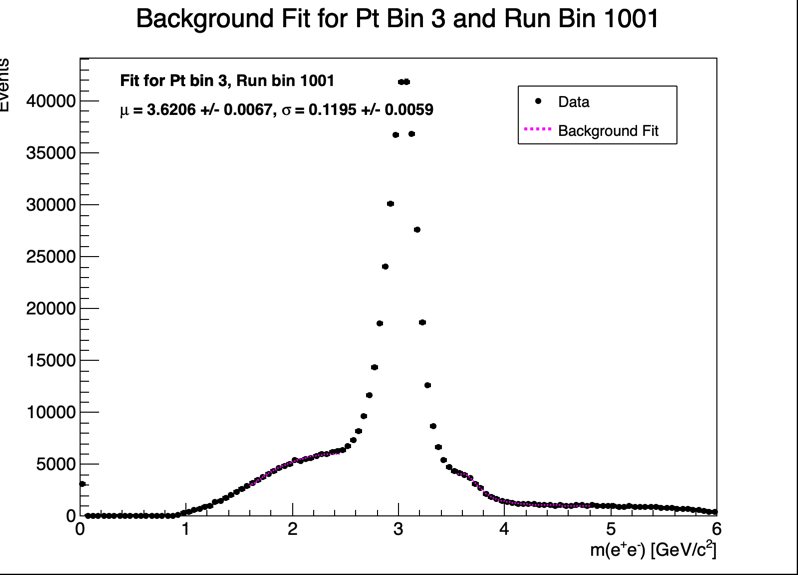 Background Fit for Pt Bin 3 and Run Bin 1001
Events
Fit for Pt bin 3, Run bin 1001
μ = 3.6206 +/- 0.0067, σ = 0.1195 +/- 0.0059
Data
Background Fit
40000
35000
30000
25000
20000
15000
10000
5000
0
0 1 2 3 4 5 6
m(e⁺e⁻) [GeV/c²]